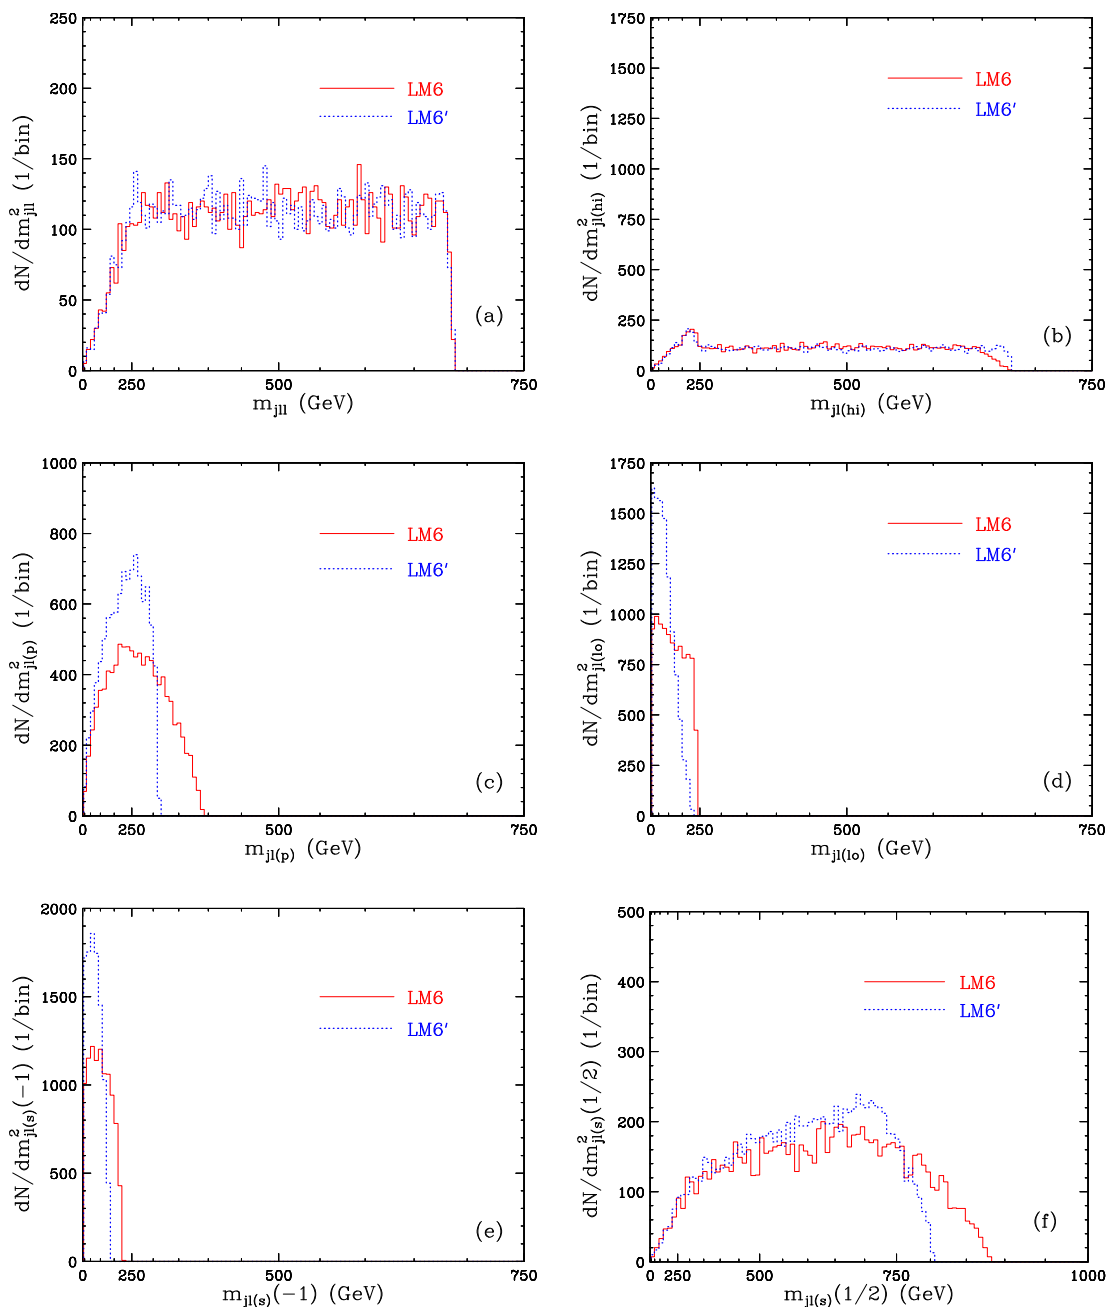 300
250
200
150
100
50
0
dN/dm²jll (1/bin)
LM6
LM6′
(a)
0 250 500 750
mjll (GeV)
1750
1500
1250
1000
750
500
250
0
dN/dm²jl(hi) (1/bin)
LM6
LM6′
(b)
0 250 500 750
mjl(hi) (GeV)
1000
800
600
400
200
0
dN/dm²jl(p) (1/bin)
LM6
LM6′
(c)
0 250 500 750
mjl(p) (GeV)
1750
1500
1250
1000
750
500
250
0
dN/dm²jl(lo) (1/bin)
LM6
LM6′
(d)
0 250 500 750
mjl(lo) (GeV)
2000
1500
1000
500
0
dN/dm²jl(s)(−1) (1/bin)
LM6
LM6′
(e)
0 250 500 750
mjl(s)(−1) (GeV)
500
400
300
200
100
0
dN/dm²jl(s)(1/2) (1/bin)
LM6
LM6′
(f)
0 250 500 750 1000
mjl(s)(1/2) (GeV)